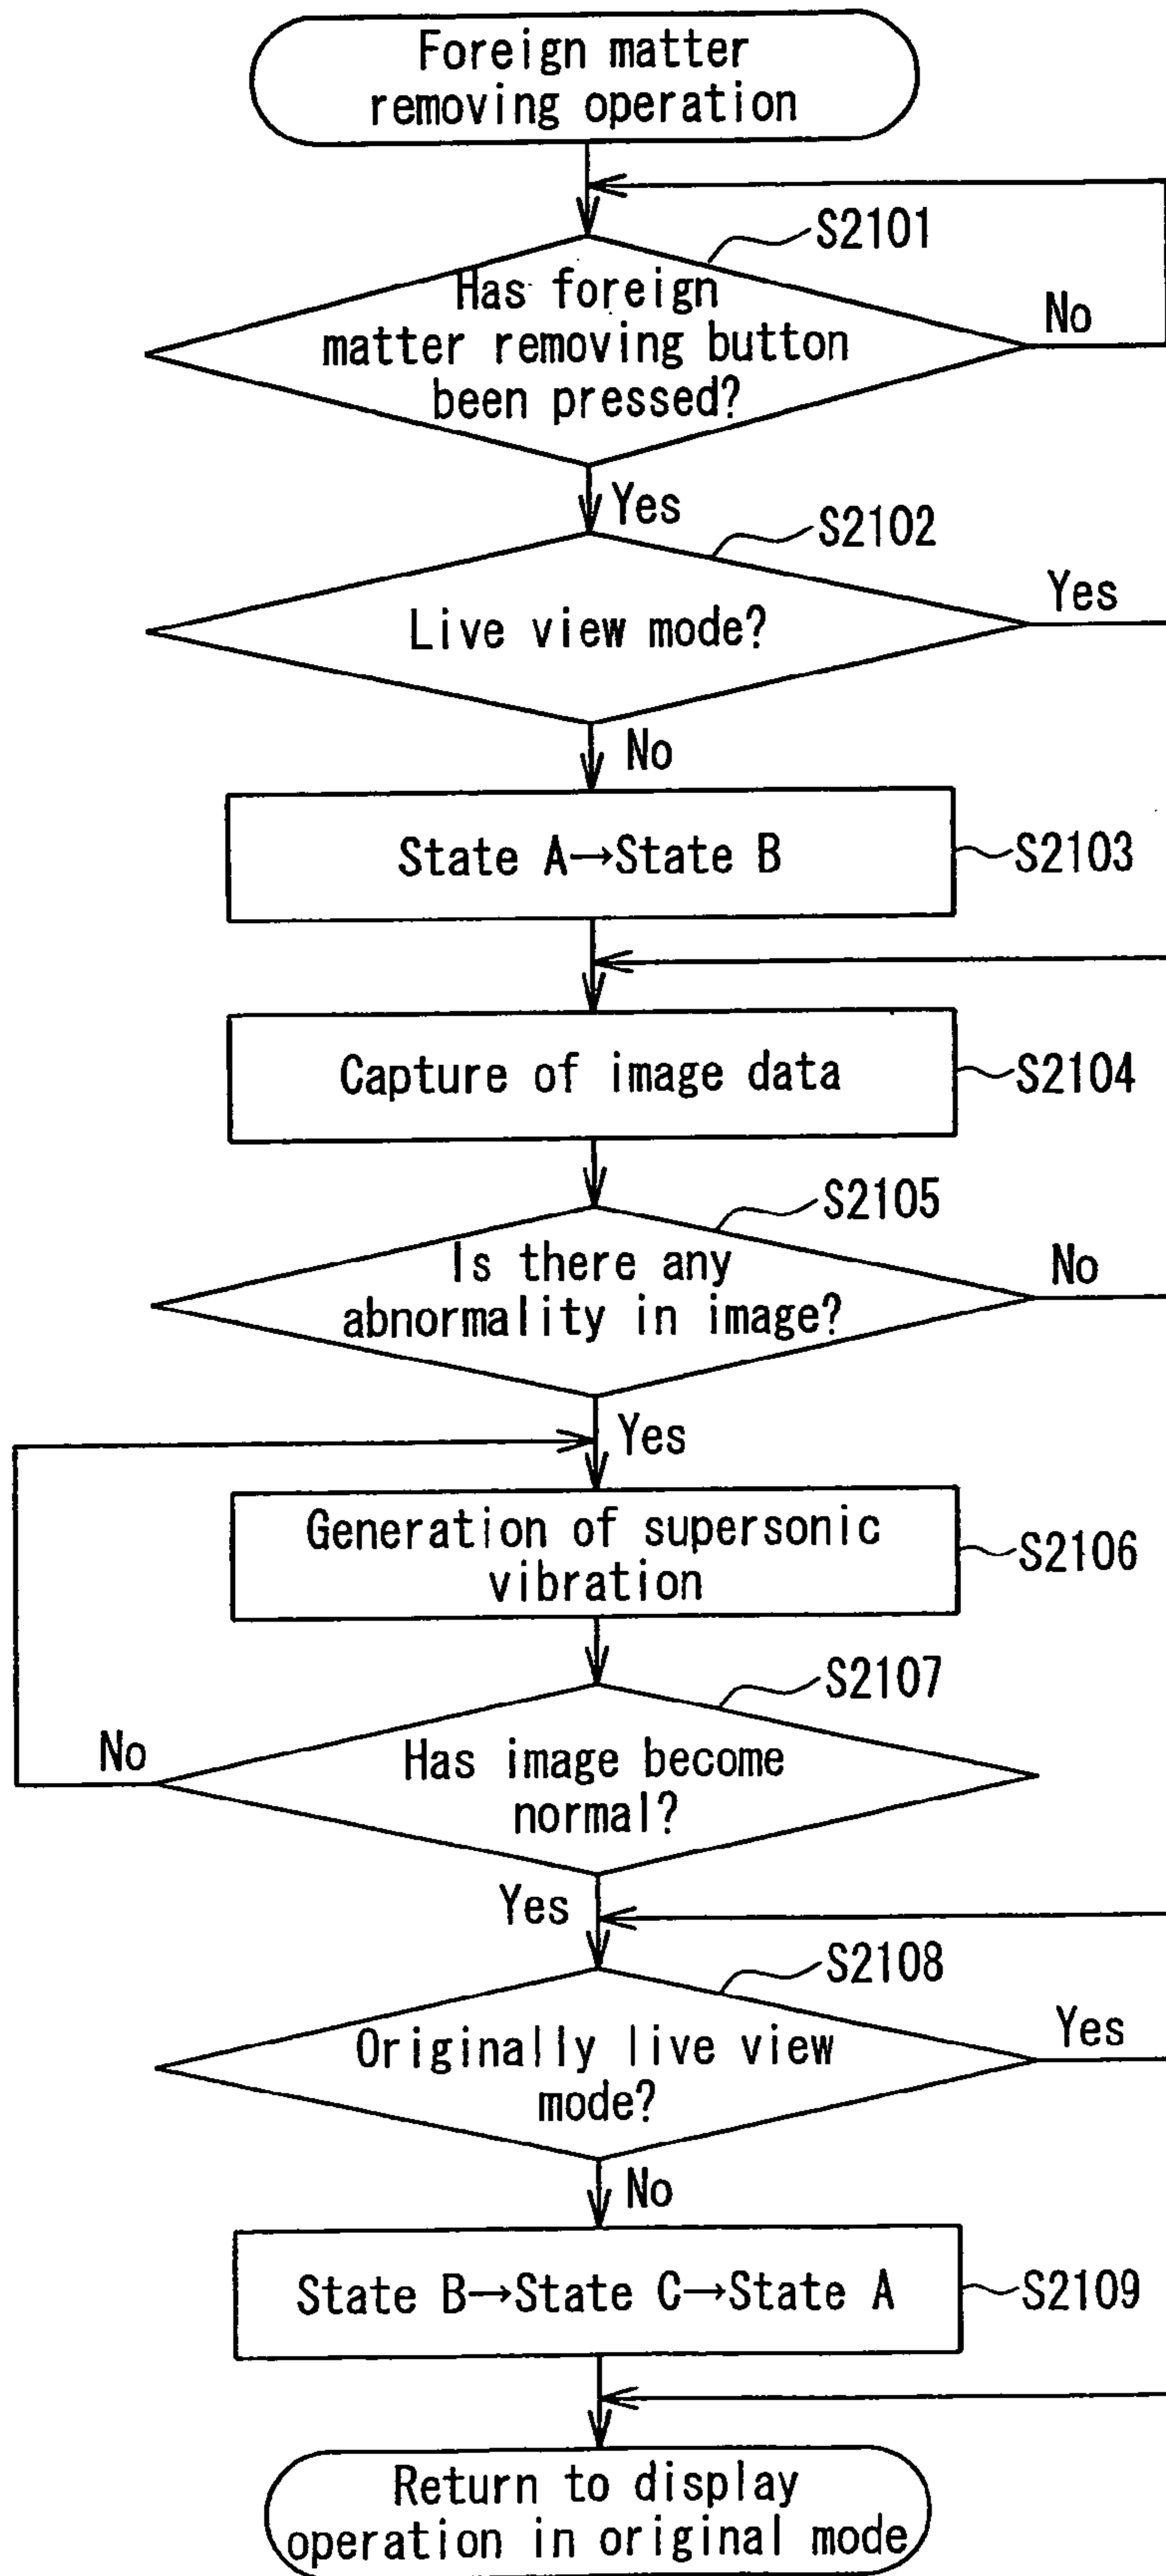 Foreign matter
removing operation
S2101
Has foreign
matter removing button
been pressed?
No
Yes
S2102
Live view mode?
Yes
No
State A→State B
S2103
Capture of image data
S2104
S2105
Is there any
abnormality in image?
No
Yes
Generation of supersonic
vibration
S2106
S2107
Has image become
normal?
No
Yes
S2108
Originally live view
mode?
Yes
No
State B→State C→State A
S2109
Return to display
operation in original mode